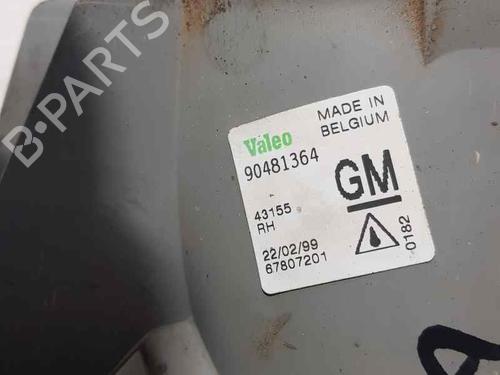 B-PARTS
Valeo
MADE IN
BELGIUM
90481364
GM
43155
RH
22/02/99
67807201
0182